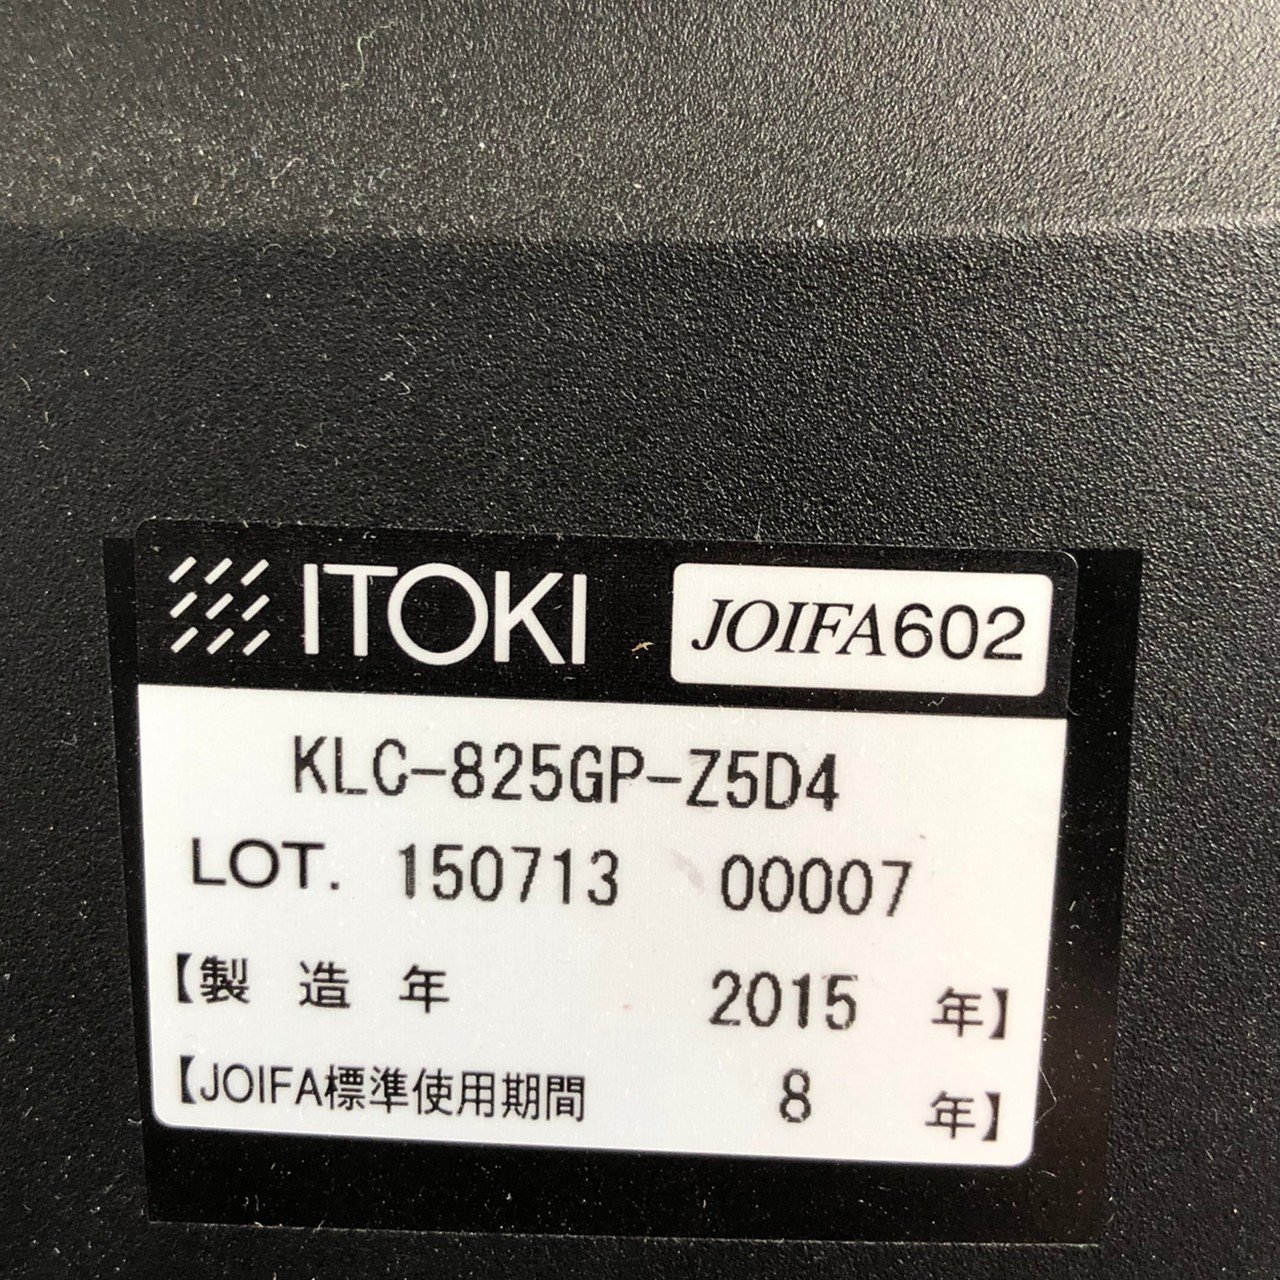 ITOKI JOIFA602
KLC-825GP-Z5D4
LOT. 150713 00007
【製造年 2015 年】
【JOIFA標準使用期間 8 年】